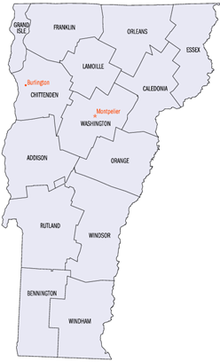 GRAND
ISLE
FRANKLIN
ORLEANS
ESSEX
LAMOILLE
Burlington
CHITTENDEN
CALEDONIA
Montpelier
WASHINGTON
ADDISON
ORANGE
RUTLAND
WINDSOR
BENNINGTON
WINDHAM